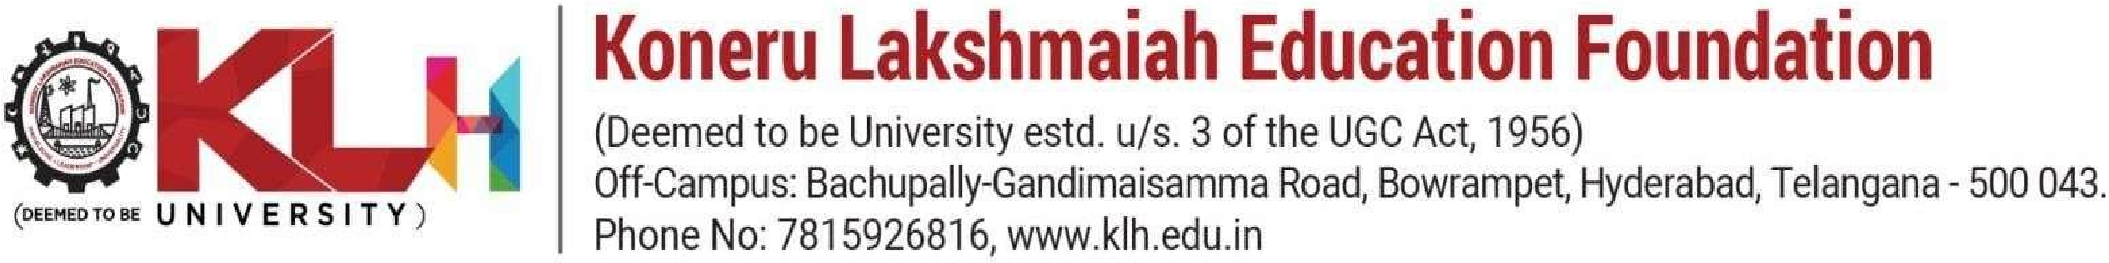 KLH
(DEEMED TO BE UNIVERSITY)
Koneru Lakshmaiah Education Foundation
(Deemed to be University estd. u/s. 3 of the UGC Act, 1956)
Off-Campus: Bachupally-Gandimaisamma Road, Bowrampet, Hyderabad, Telangana - 500 043.
Phone No: 7815926816, www.klh.edu.in